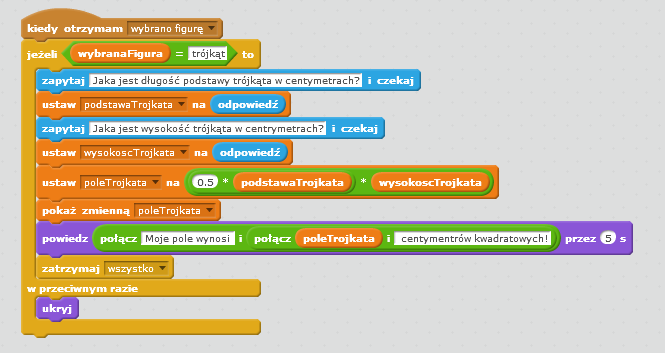 kiedy otrzymam wybrano figurę
jeżeli wybranaFigura = trójkąt to
zapytaj Jaka jest długość podstawy trójkąta w centymetrach? i czekaj
ustaw podstawaTrojkata na odpowiedź
zapytaj Jaka jest wysokość trójkąta w centrymetrach? i czekaj
ustaw wysokoscTrojkata na odpowiedź
ustaw poleTrojkata na 0.5 * podstawaTrojkata * wysokoscTrojkata
pokaż zmienną poleTrojkata
powiedz połącz Moje pole wynosi i połącz poleTrojkata i centymentrów kwadratowych! przez 5 s
zatrzymaj wszystko
w przeciwnym razie
ukryj